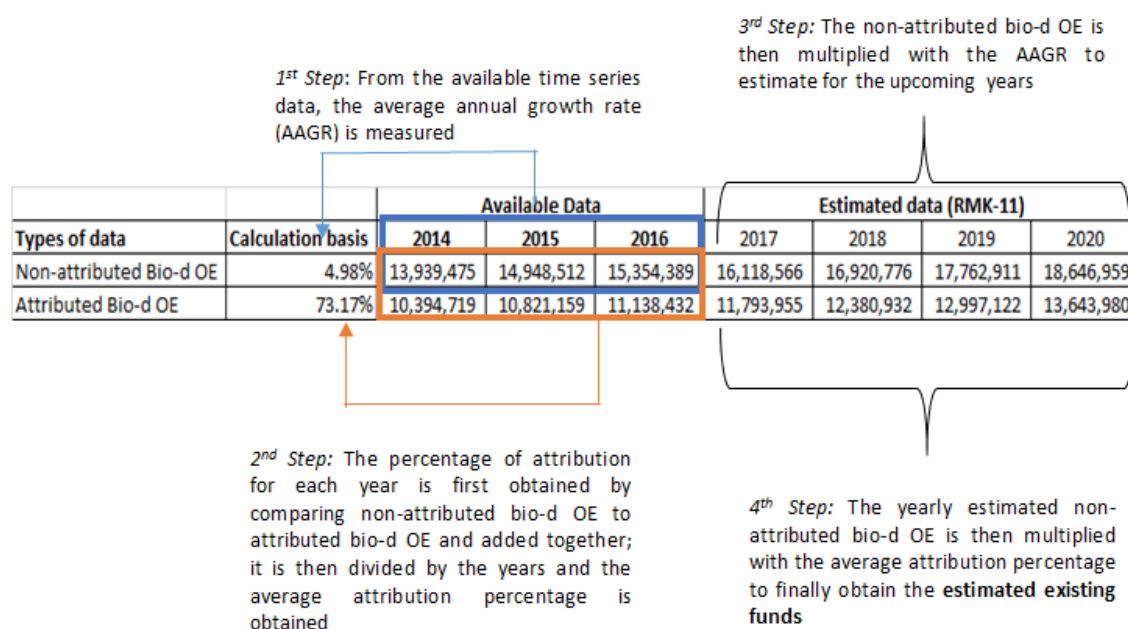 3rd Step: The non-attributed bio-d OE is
then multiplied with the AAGR to
estimate for the upcoming years
1st Step: From the available time series
data, the average annual growth rate
(AAGR) is measured
Available Data Estimated data (RMK-11)
Types of data Calculation basis 2014 2015 2016 2017 2018 2019 2020
Non-attributed Bio-d OE 4.98% 13,939,475 14,948,512 15,354,389 16,118,566 16,920,776 17,762,911 18,646,959
Attributed Bio-d OE 73.17% 10,394,719 10,821,159 11,138,432 11,793,955 12,380,932 12,997,122 13,643,980
2nd Step: The percentage of attribution
for each year is first obtained by
comparing non-attributed bio-d OE to
attributed bio-d OE and added together;
it is then divided by the years and the
average attribution percentage is
obtained
4th Step: The yearly estimated non-
attributed bio-d OE is then multiplied
with the average attribution percentage
to finally obtain the estimated existing
funds